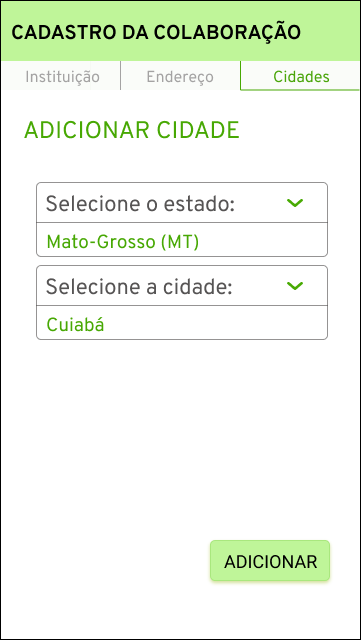 CADASTRO DA COLABORAÇÃO
Instituição Endereço Cidades
ADICIONAR CIDADE
Selecione o estado:
Mato-Grosso (MT)
Selecione a cidade:
Cuiabá
ADICIONAR